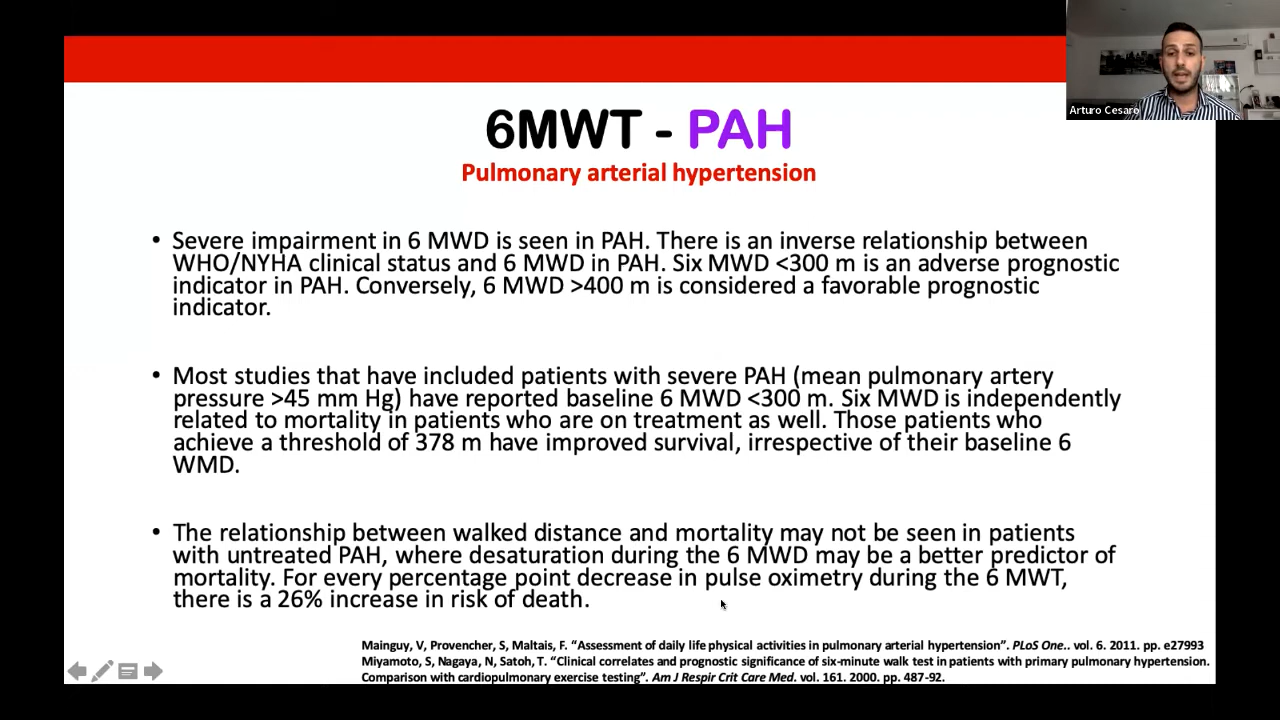 Arturo Cesaro
6MWT - PAH
Pulmonary arterial hypertension
• Severe impairment in 6 MWD is seen in PAH. There is an inverse relationship between
WHO/NYHA clinical status and 6 MWD in PAH. Six MWD <300 m is an adverse prognostic
indicator in PAH. Conversely, 6 MWD >400 m is considered a favorable prognostic
indicator.
• Most studies that have included patients with severe PAH (mean pulmonary artery
pressure >45 mm Hg) have reported baseline 6 MWD <300 m. Six MWD is independently
related to mortality in patients who are on treatment as well. Those patients who
achieve a threshold of 378 m have improved survival, irrespective of their baseline 6
WMD.
• The relationship between walked distance and mortality may not be seen in patients
with untreated PAH, where desaturation during the 6 MWD may be a better predictor of
mortality. For every percentage point decrease in pulse oximetry during the 6 MWT,
there is a 26% increase in risk of death.
Mainguy, V, Provencher, S, Maltais, F. “Assessment of daily life physical activities in pulmonary arterial hypertension”. PLoS One.. vol. 6. 2011. pp. e27993
Miyamoto, S, Nagaya, N, Satoh, T. “Clinical correlates and prognostic significance of six-minute walk test in patients with primary pulmonary hypertension.
Comparison with cardiopulmonary exercise testing”. Am J Respir Crit Care Med. vol. 161. 2000. pp. 487-92.